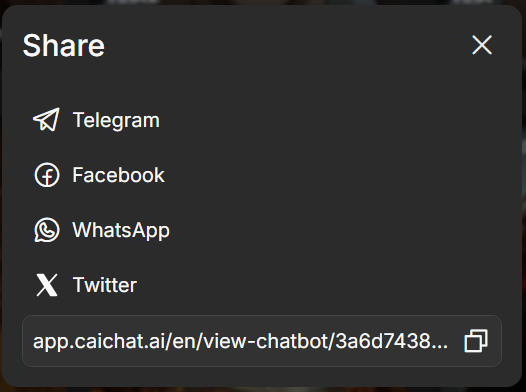 Share
Telegram
Facebook
WhatsApp
Twitter
app.caichat.ai/en/view-chatbot/3a6d7438...